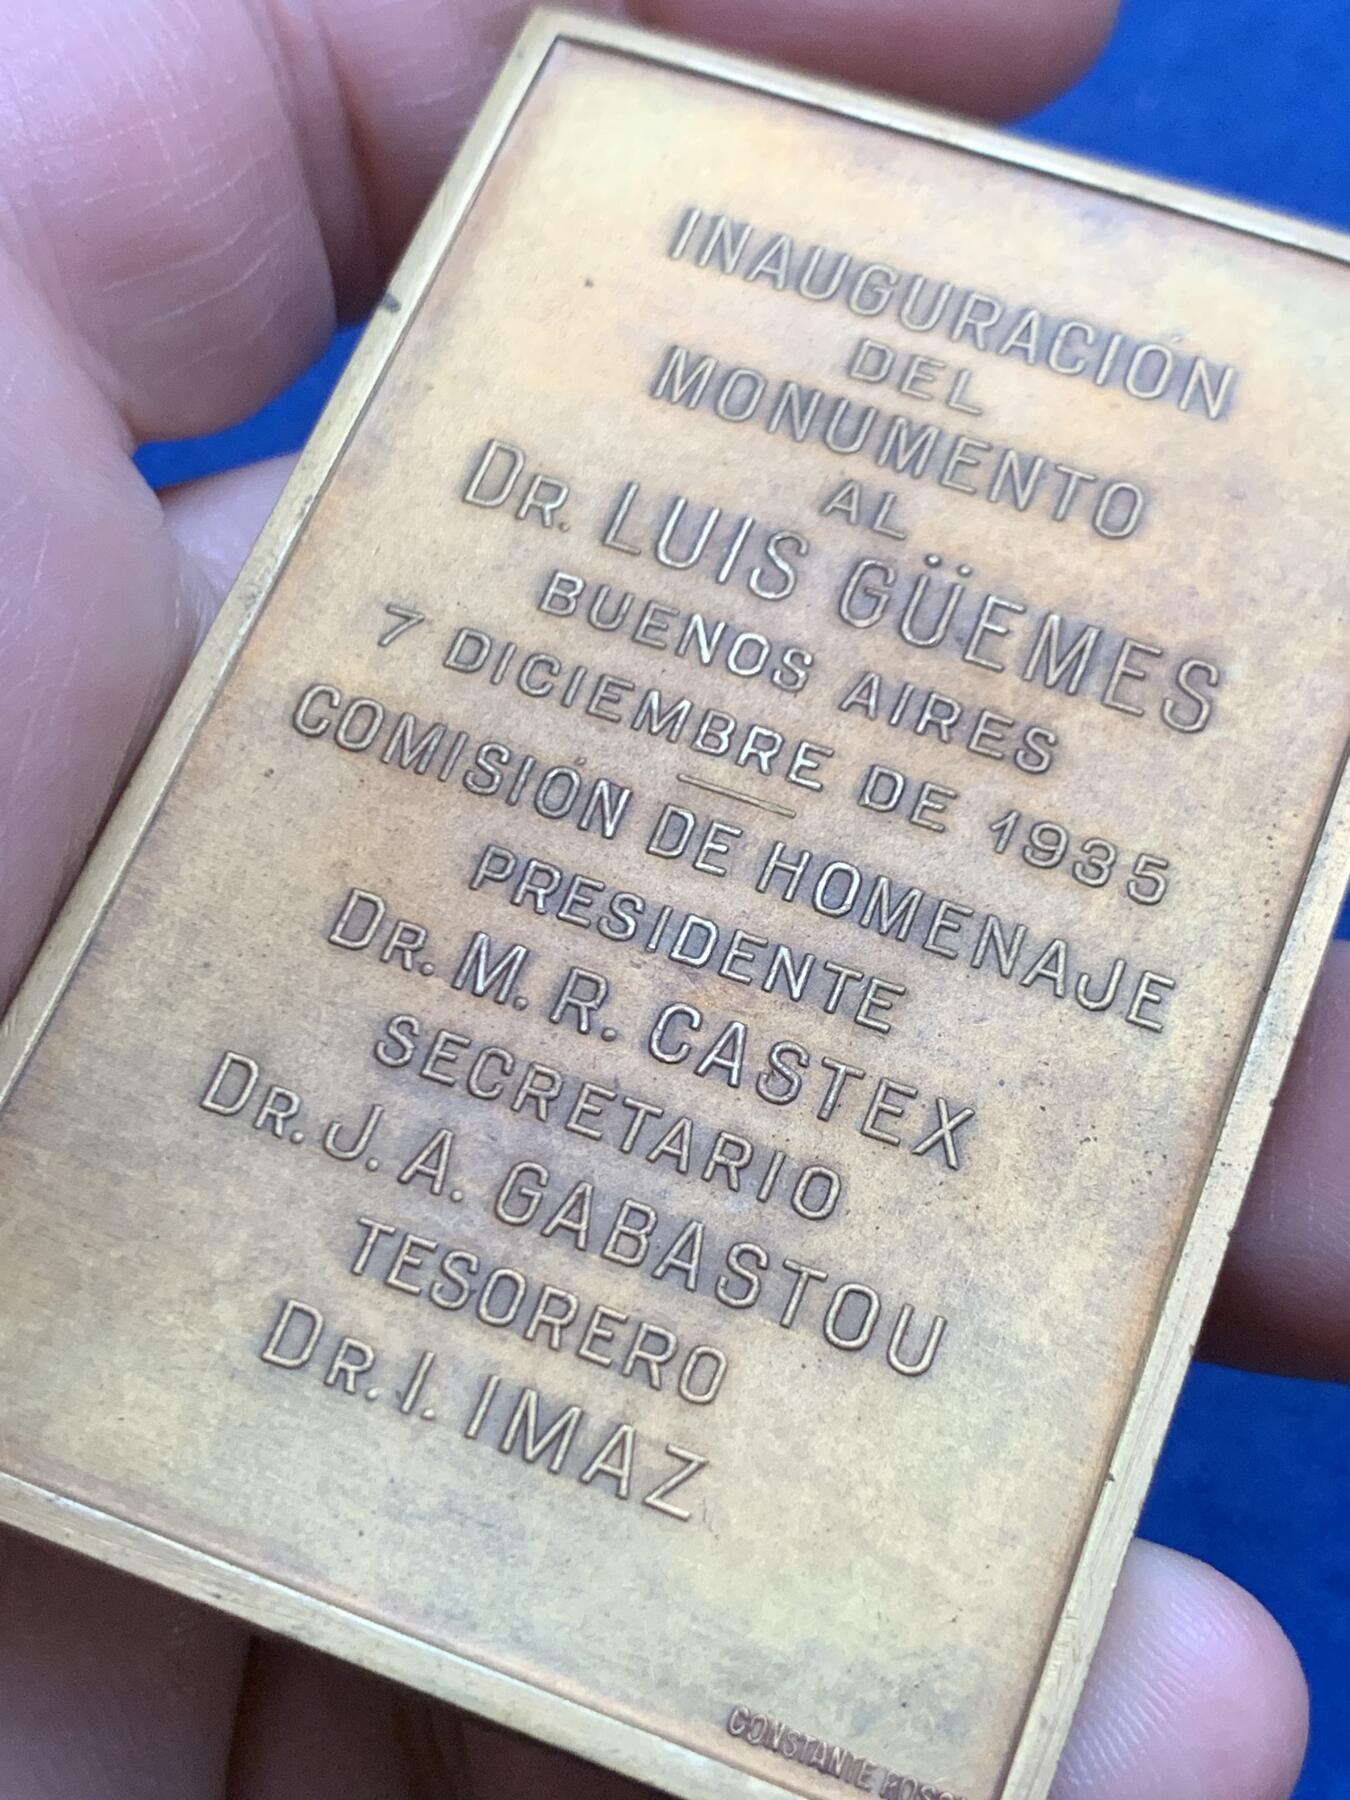 INAUGURACIÓN
DEL
MONUMENTO
AL
DR. LUIS GÜEMES
BUENOS AIRES
7 DICIEMBRE DE 1935
COMISIÓN DE HOMENAJE
PRESIDENTE
DR. M. R. CASTEX
SECRETARIO
DR. J. A. GABASTOU
TESORERO
DR. I. IMAZ
CONSTANTE